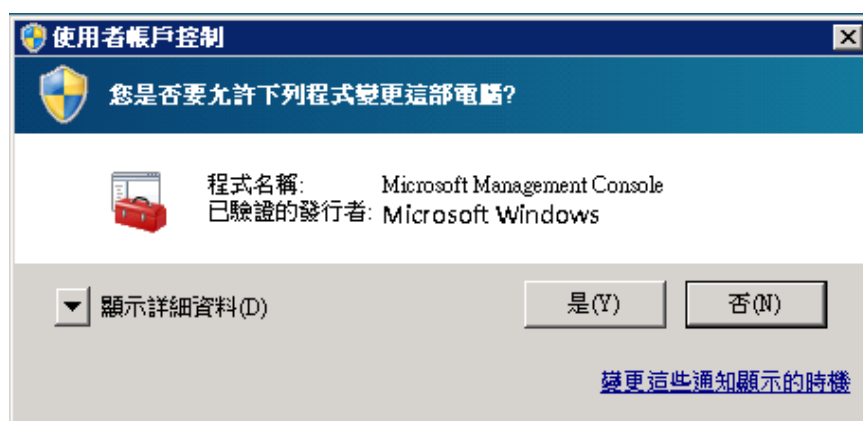 使用者帳戶控制
您是否要允許下列程式變更這部電腦?
程式名稱: Microsoft Management Console
已驗證的發行者: Microsoft Windows
顯示詳細資料(D) 是(Y) 否(N)
變更這些通知顯示的時機